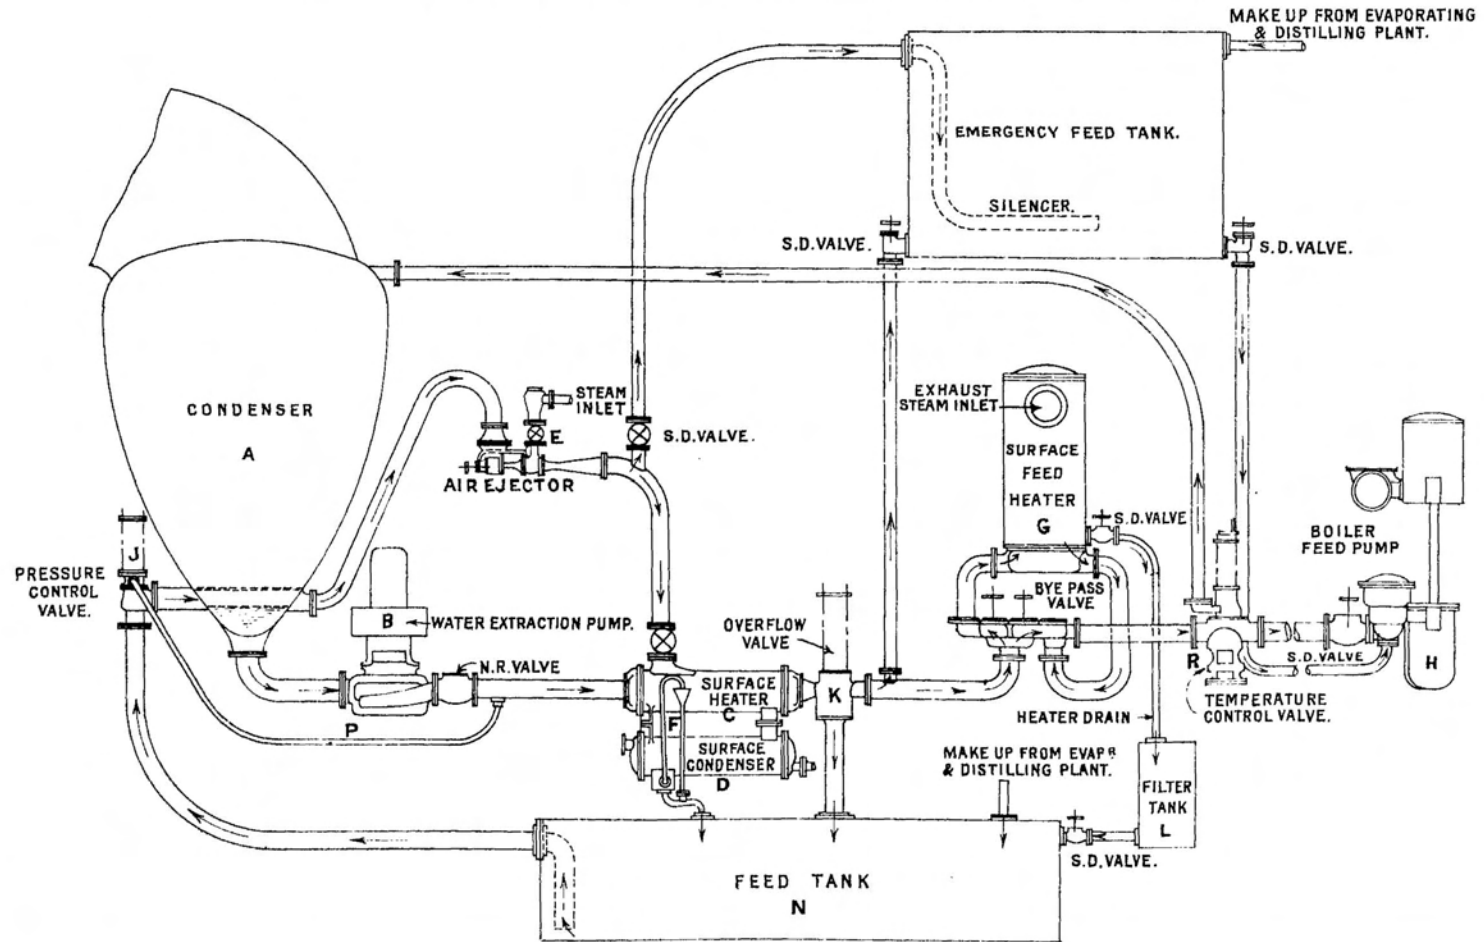 MAKE UP FROM EVAPORATING
& DISTILLING PLANT.
EMERGENCY FEED TANK.
SILENCER.
S.D.VALVE.
S.D.VALVE.
CONDENSER
A
STEAM
INLET
E
S.D.VALVE.
AIR EJECTOR
EXHAUST
STEAM INLET
SURFACE
FEED
HEATER
G
S.D.VALVE
BOILER
FEED PUMP
J
PRESSURE
CONTROL
VALVE.
B
WATER EXTRACTION PUMP.
N.R.VALVE
P
OVERFLOW
VALVE
BYE PASS
VALVE
SURFACE
HEATER
C
F
K
R
S.D.VALVE
H
TEMPERATURE
CONTROL VALVE.
HEATER DRAIN
SURFACE
CONDENSER
D
MAKE UP FROM EVAPR
& DISTILLING PLANT.
FILTER
TANK
L
S.D.VALVE.
FEED TANK
N